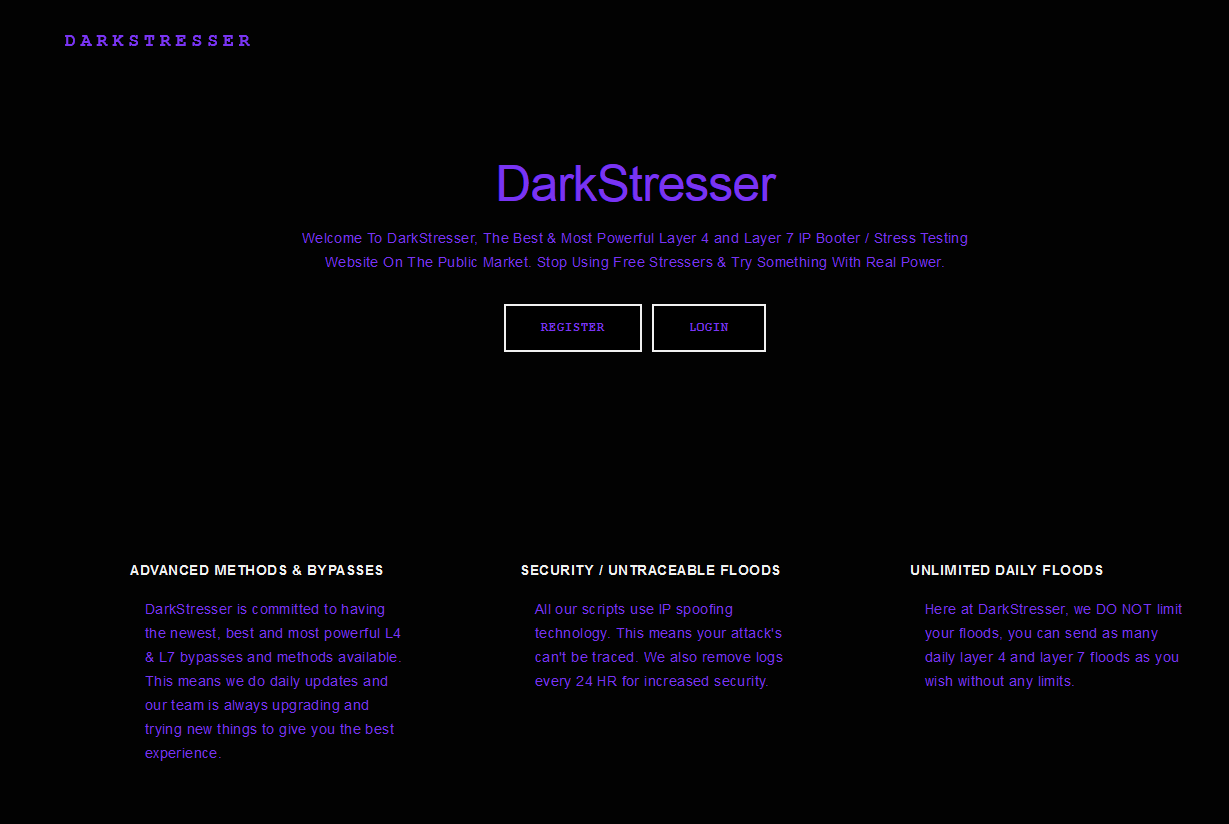 DARKSTRESSER
DarkStresser
Welcome To DarkStresser, The Best & Most Powerful Layer 4 and Layer 7 IP Booter / Stress Testing
Website On The Public Market. Stop Using Free Stressers & Try Something With Real Power.
REGISTER
LOGIN
ADVANCED METHODS & BYPASSES
DarkStresser is committed to having
the newest, best and most powerful L4
& L7 bypasses and methods available.
This means we do daily updates and
our team is always upgrading and
trying new things to give you the best
experience.
SECURITY / UNTRACEABLE FLOODS
All our scripts use IP spoofing
technology. This means your attack's
can't be traced. We also remove logs
every 24 HR for increased security.
UNLIMITED DAILY FLOODS
Here at DarkStresser, we DO NOT limit
your floods, you can send as many
daily layer 4 and layer 7 floods as you
wish without any limits.